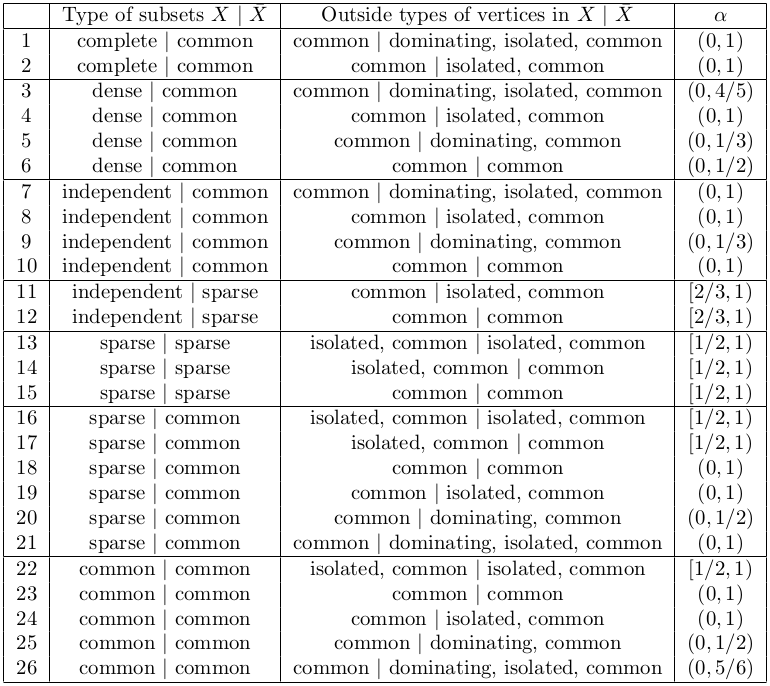 Type of subsets X | X̄ Outside types of vertices in X | X̄ α
1 complete | common common | dominating, isolated, common (0, 1)
2 complete | common common | isolated, common (0, 1)
3 dense | common common | dominating, isolated, common (0, 4/5)
4 dense | common common | isolated, common (0, 1)
5 dense | common common | dominating, common (0, 1/3)
6 dense | common common | common (0, 1/2)
7 independent | common common | dominating, isolated, common (0, 1)
8 independent | common common | isolated, common (0, 1)
9 independent | common common | dominating, common (0, 1/3)
10 independent | common common | common (0, 1)
11 independent | sparse common | isolated, common [2/3, 1)
12 independent | sparse common | common [2/3, 1)
13 sparse | sparse isolated, common | isolated, common [1/2, 1)
14 sparse | sparse isolated, common | common [1/2, 1)
15 sparse | sparse common | common [1/2, 1)
16 sparse | common isolated, common | isolated, common [1/2, 1)
17 sparse | common isolated, common | common [1/2, 1)
18 sparse | common common | common (0, 1)
19 sparse | common common | isolated, common (0, 1)
20 sparse | common common | dominating, common (0, 1/2)
21 sparse | common common | dominating, isolated, common (0, 1)
22 common | common isolated, common | isolated, common [1/2, 1)
23 common | common common | common (0, 1)
24 common | common common | isolated, common (0, 1)
25 common | common common | dominating, common (0, 1/2)
26 common | common common | dominating, isolated, common (0, 5/6)